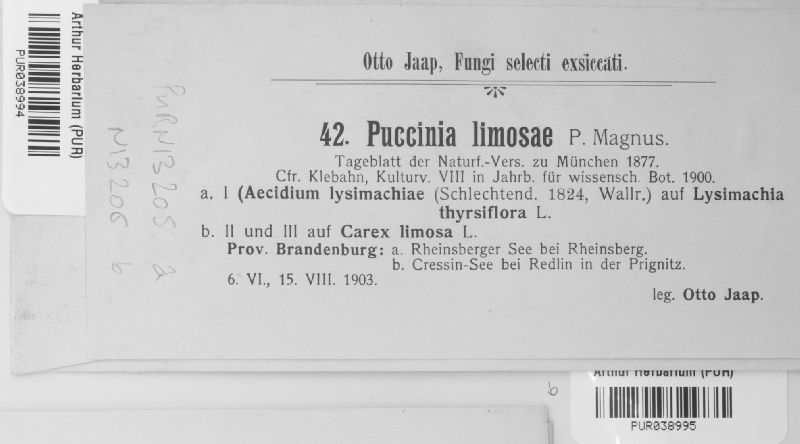 Arthur Herbarium (PUR)
PUR038994
PURN13205 a
N13206 b
Otto Jaap, Fungi selecti exsiccati.
42. Puccinia limosae P. Magnus.
Tageblatt der Naturf.-Vers. zu München 1877.
Cfr. Klebahn, Kulturv. VIII in Jahrb. für wissensch. Bot. 1900.
a. I (Aecidium lysimachiae (Schlechtend. 1824, Wallr.) auf Lysimachia
thyrsiflora L.
b. II und III auf Carex limosa L.
Prov. Brandenburg: a. Rheinsberger See bei Rheinsberg.
b. Cressin-See bei Redlin in der Prignitz.
6. VI., 15. VIII. 1903.
leg. Otto Jaap.
b
Arthur Herbarium (PUR)
PUR038995